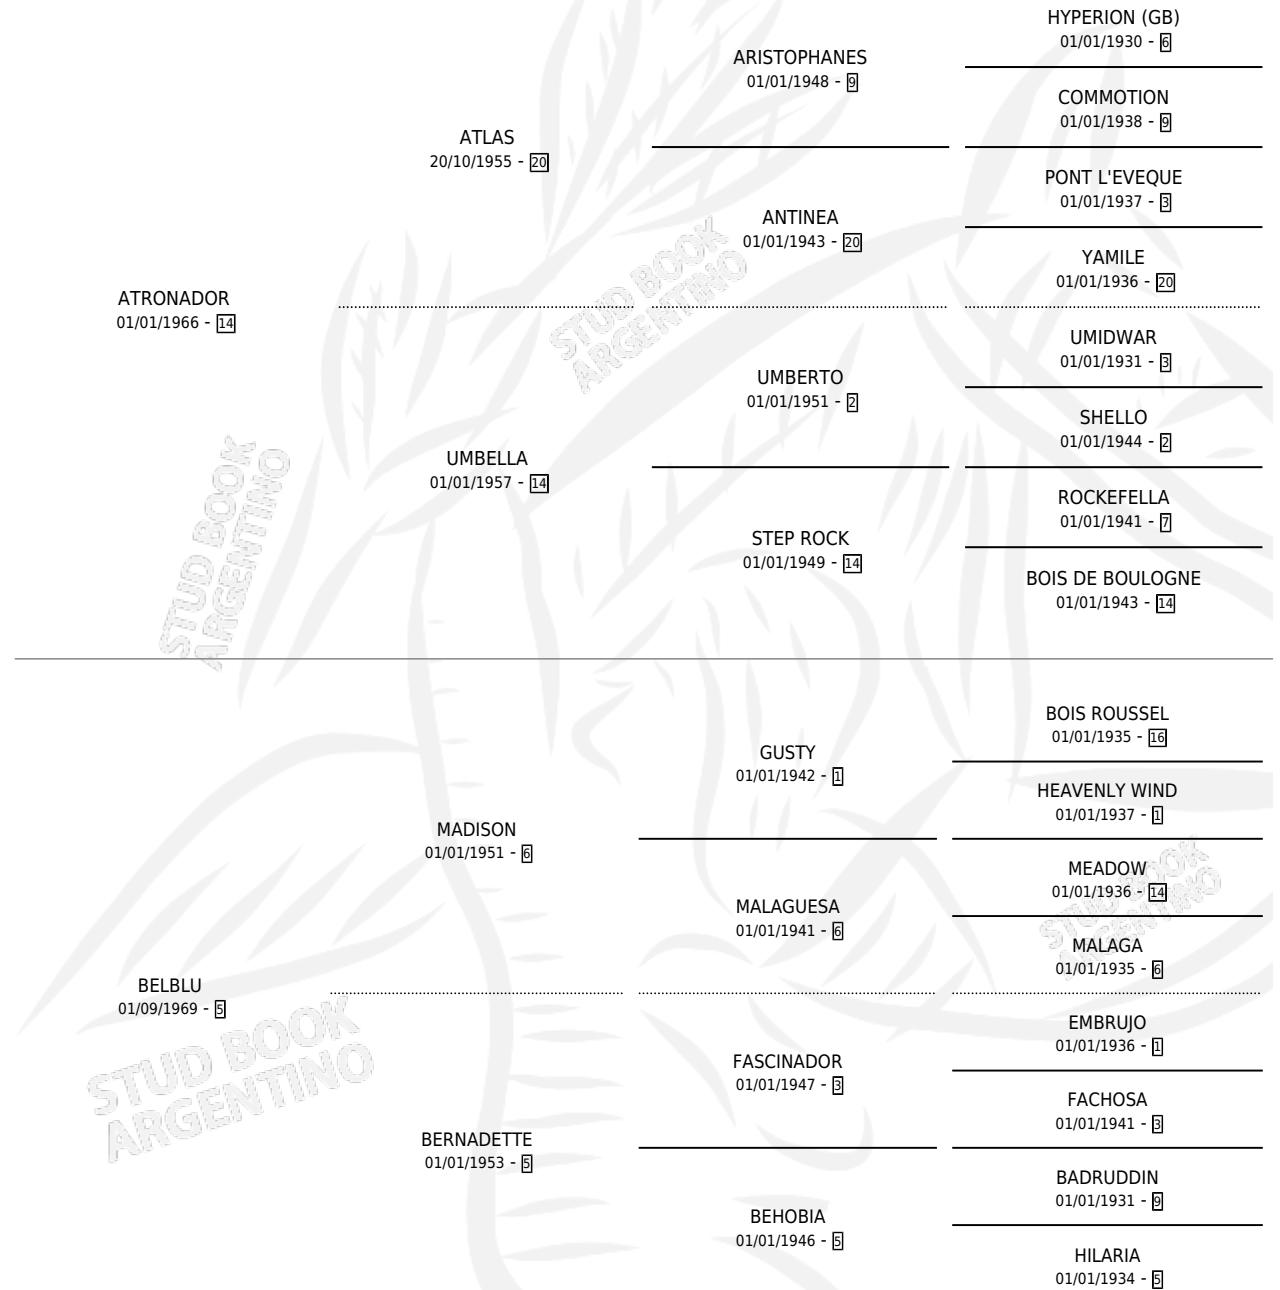 HYPERION (GB)
01/01/1930 - 6
ARISTOPHANES
01/01/1948 - 9
COMMOTION
01/01/1938 - 9
ATLAS
20/10/1955 - 20
PONT L'EVEQUE
01/01/1937 - 3
ANTINEA
01/01/1943 - 20
YAMILE
01/01/1936 - 20
ATRONADOR
01/01/1966 - 14
UMIDWAR
01/01/1931 - 3
UMBERTO
01/01/1951 - 2
SHELLO
01/01/1944 - 2
UMBELLA
01/01/1957 - 14
ROCKEFELLA
01/01/1941 - 7
STEP ROCK
01/01/1949 - 14
BOIS DE BOULOGNE
01/01/1943 - 14
BOIS ROUSSEL
01/01/1935 - 16
GUSTY
01/01/1942 - 1
HEAVENLY WIND
01/01/1937 - 1
MADISON
01/01/1951 - 6
MEADOW
01/01/1936 - 14
MALAGUESA
01/01/1941 - 6
MALAGA
01/01/1935 - 6
BELBLU
01/09/1969 - 5
EMBRUJO
01/01/1936 - 1
FASCINADOR
01/01/1947 - 3
FACHOSA
01/01/1941 - 3
BERNADETTE
01/01/1953 - 5
BADRUDDIN
01/01/1931 - 9
BEHOBIA
01/01/1946 - 5
HILARIA
01/01/1934 - 5
STUD BOOK
ARGENTINO
STUD BOOK
ARGENTINO
STUD BOOK
ARGENTINO
STUD BOOK
ARGENTINO